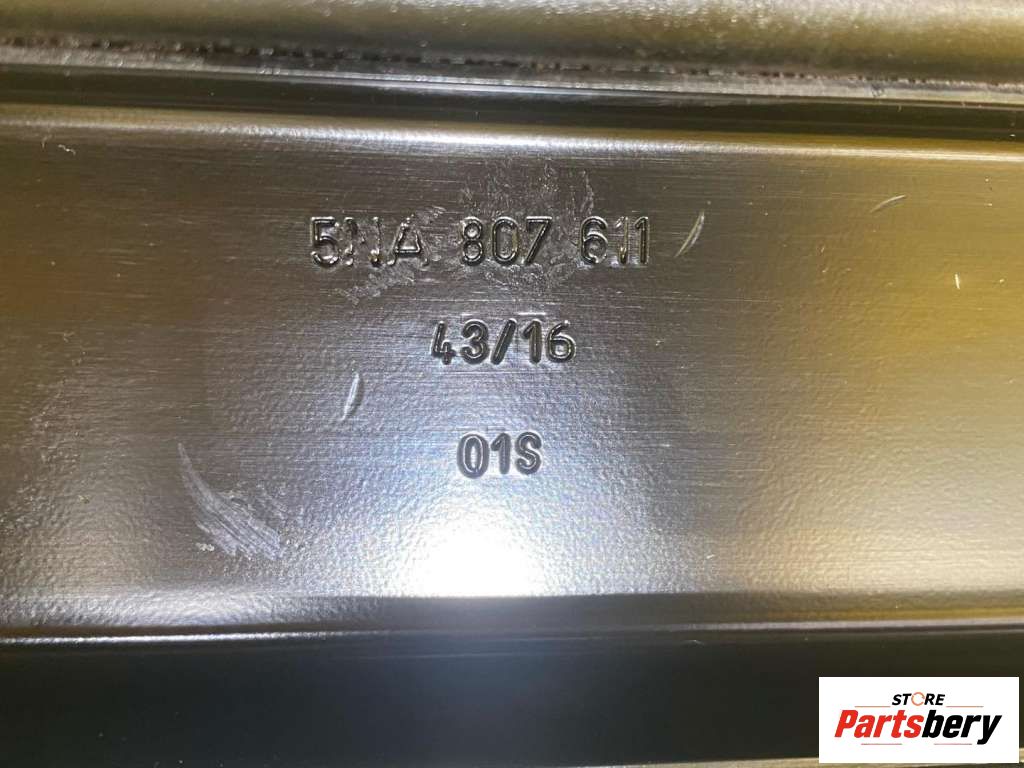 5NA 807 611
43/16
01S
STORE
Partsbery